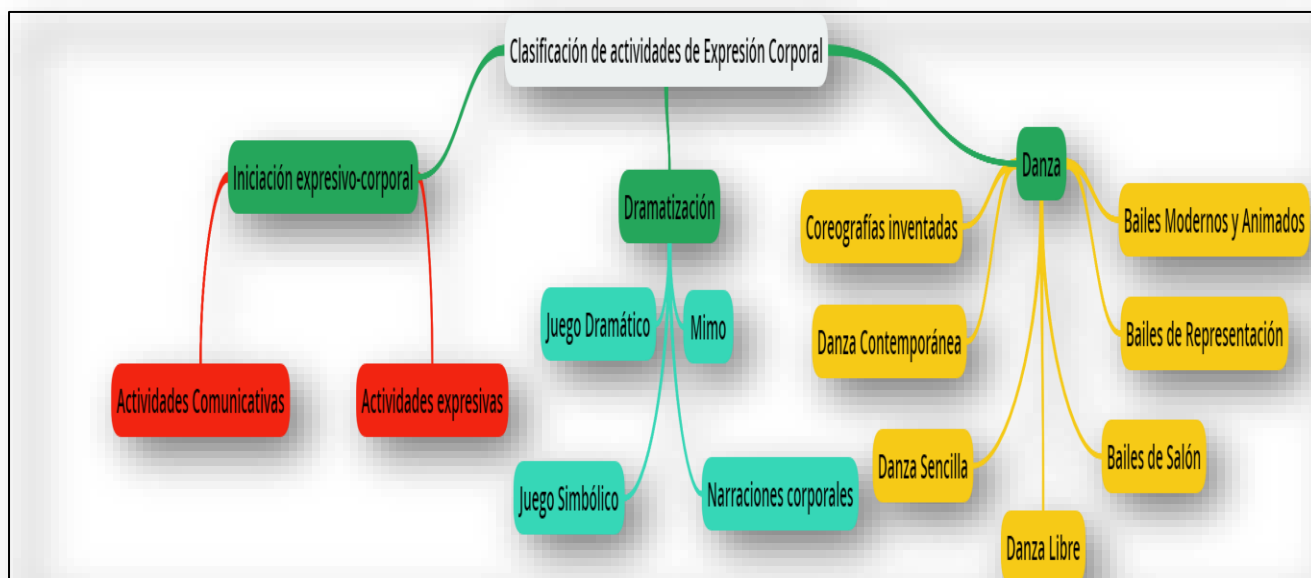 Clasificación de actividades de Expresión Corporal
Iniciación expresivo-corporal
Actividades Comunicativas
Actividades expresivas
Dramatización
Juego Dramático
Mimo
Juego Simbólico
Narraciones corporales
Danza
Coreografías inventadas
Bailes Modernos y Animados
Danza Contemporánea
Bailes de Representación
Danza Sencilla
Bailes de Salón
Danza Libre